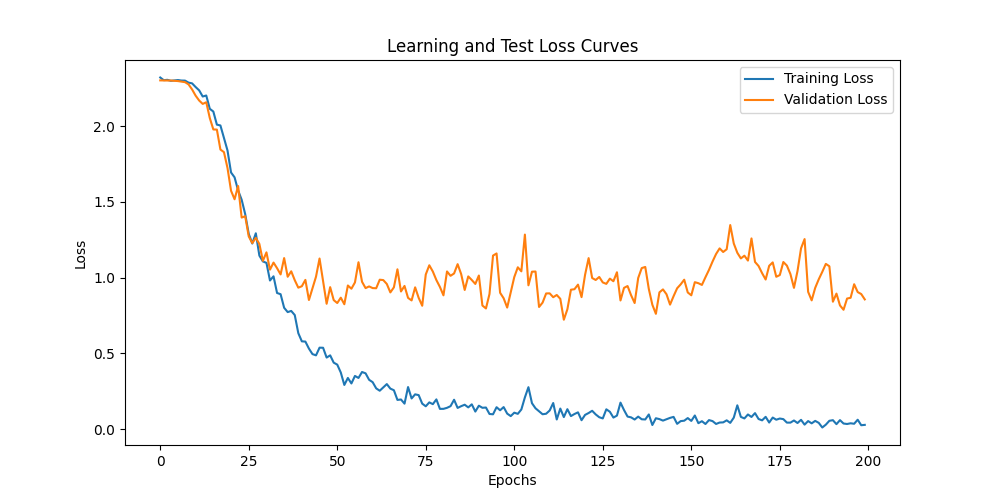 Learning and Test Loss Curves
Training Loss
Validation Loss
Loss
2.0
1.5
1.0
0.5
0.0
0 25 50 75 100 125 150 175 200
Epochs